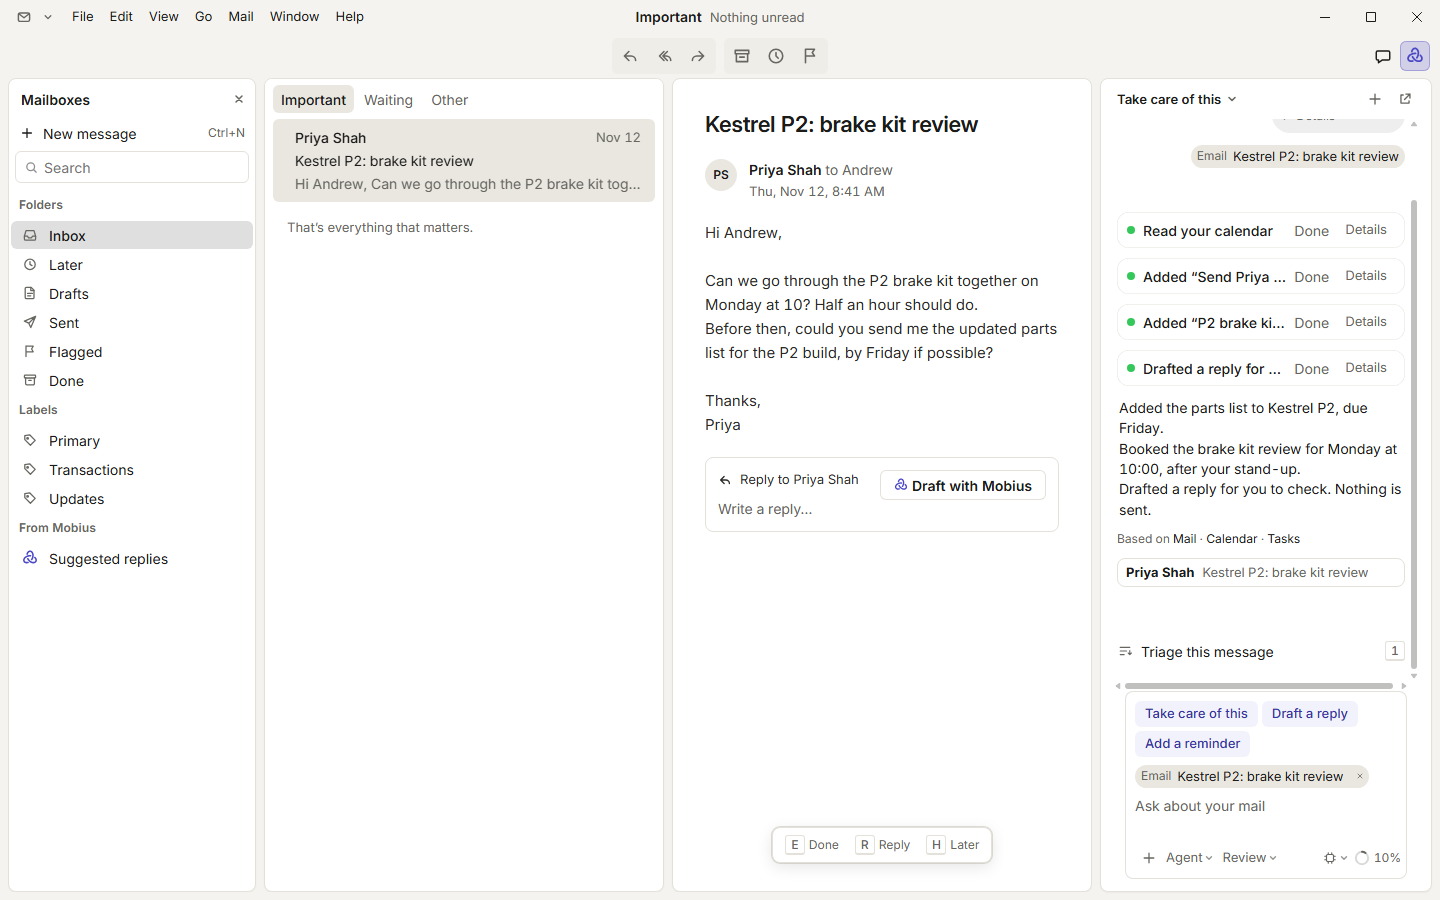 File Edit View Go Mail Window Help
Important Nothing unread
Mailboxes
New message Ctrl+N
Search
Folders
Inbox
Later
Drafts
Sent
Flagged
Done
Labels
Primary
Transactions
Updates
From Mobius
Suggested replies
Important Waiting Other
Priya Shah Nov 12
Kestrel P2: brake kit review
Hi Andrew, Can we go through the P2 brake kit tog...
That's everything that matters.
Kestrel P2: brake kit review
PS
Priya Shah to Andrew
Thu, Nov 12, 8:41 AM
Hi Andrew,
Can we go through the P2 brake kit together on
Monday at 10? Half an hour should do.
Before then, could you send me the updated parts
list for the P2 build, by Friday if possible?
Thanks,
Priya
Reply to Priya Shah
Draft with Mobius
Write a reply...
E Done R Reply H Later
Take care of this
Email Kestrel P2: brake kit review
Read your calendar Done Details
Added “Send Priya ... Done Details
Added “P2 brake ki... Done Details
Drafted a reply for ... Done Details
Added the parts list to Kestrel P2, due
Friday.
Booked the brake kit review for Monday at
10:00, after your stand-up.
Drafted a reply for you to check. Nothing is
sent.
Based on Mail · Calendar · Tasks
Priya Shah Kestrel P2: brake kit review
Triage this message 1
Take care of this Draft a reply
Add a reminder
Email Kestrel P2: brake kit review ×
Ask about your mail
Agent Review 10%